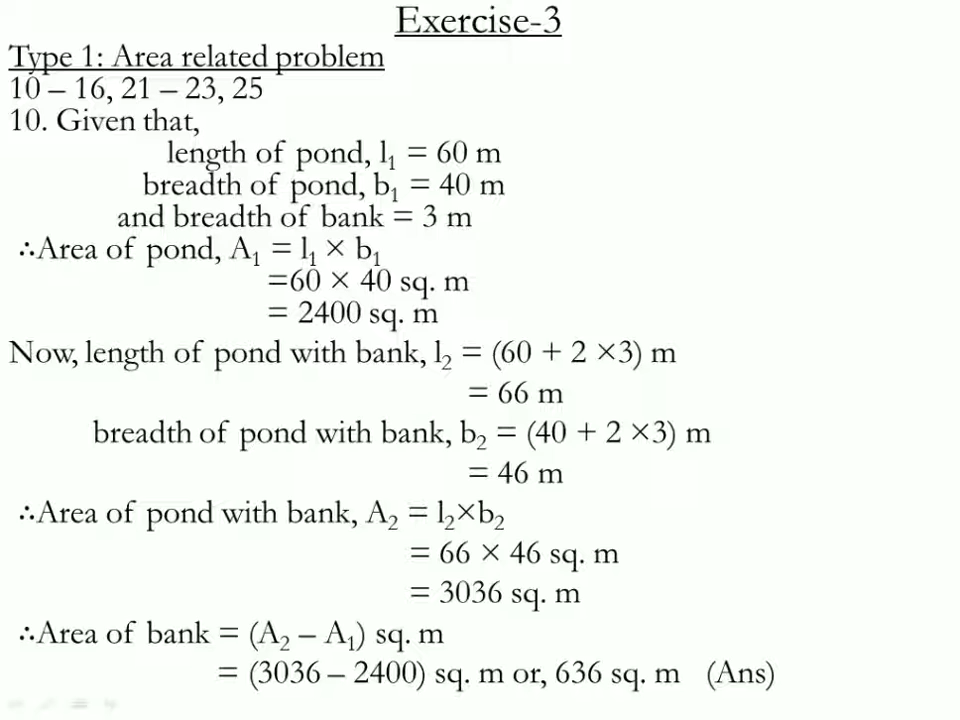 Exercise-3
Type 1: Area related problem
10 – 16, 21 – 23, 25
10. Given that,
length of pond, l₁ = 60 m
breadth of pond, b₁ = 40 m
and breadth of bank = 3 m
∴Area of pond, A₁ = l₁ × b₁
=60 × 40 sq. m
= 2400 sq. m
Now, length of pond with bank, l₂ = (60 + 2 ×3) m
= 66 m
breadth of pond with bank, b₂ = (40 + 2 ×3) m
= 46 m
∴Area of pond with bank, A₂ = l₂×b₂
= 66 × 46 sq. m
= 3036 sq. m
∴Area of bank = (A₂ – A₁) sq. m
= (3036 – 2400) sq. m or, 636 sq. m (Ans)